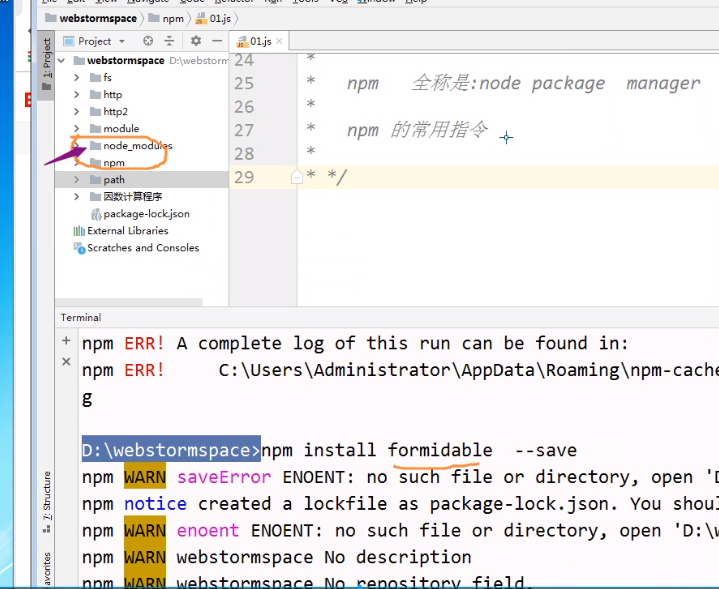 webstormspace
npm
01.js
1: Project
Project
01.js
webstormspace D:\webstorm
fs
http
http2
module
node_modules
npm
path
因数计算程序
package-lock.json
External Libraries
Scratches and Consoles
24 *
25 * npm 全称是:node package manager
26 *
27 * npm 的常用指令
28 *
29 * */
Terminal
npm ERR! A complete log of this run can be found in:
npm ERR! C:\Users\Administrator\AppData\Roaming\npm-cache
g
D:\webstormspace>npm install formidable --save
npm WARN saveError ENOENT: no such file or directory, open 'D
npm notice created a lockfile as package-lock.json. You shoul
npm WARN enoent ENOENT: no such file or directory, open 'D:\w
npm WARN webstormspace No description
npm WARN webstormspace No repository field.
7: Structure
avorites